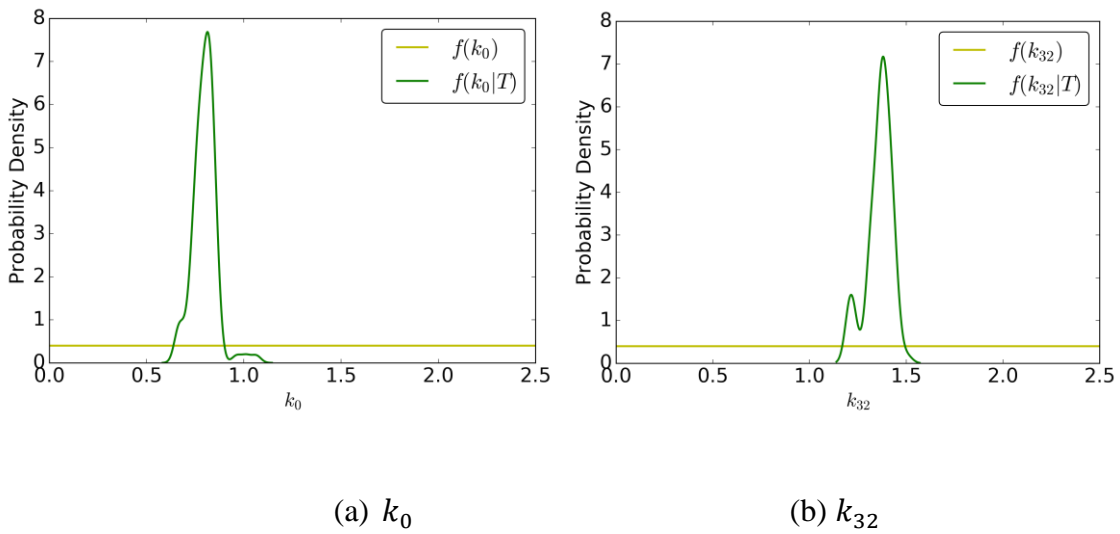 8
7
6
5
4
3
2
1
0
Probability Density
f(k₀)
f(k₀|T)
0.0 0.5 1.0 1.5 2.0 2.5
k₀
8
7
6
5
4
3
2
1
0
Probability Density
f(k₃₂)
f(k₃₂|T)
0.0 0.5 1.0 1.5 2.0 2.5
k₃₂
(a) k₀
(b) k₃₂